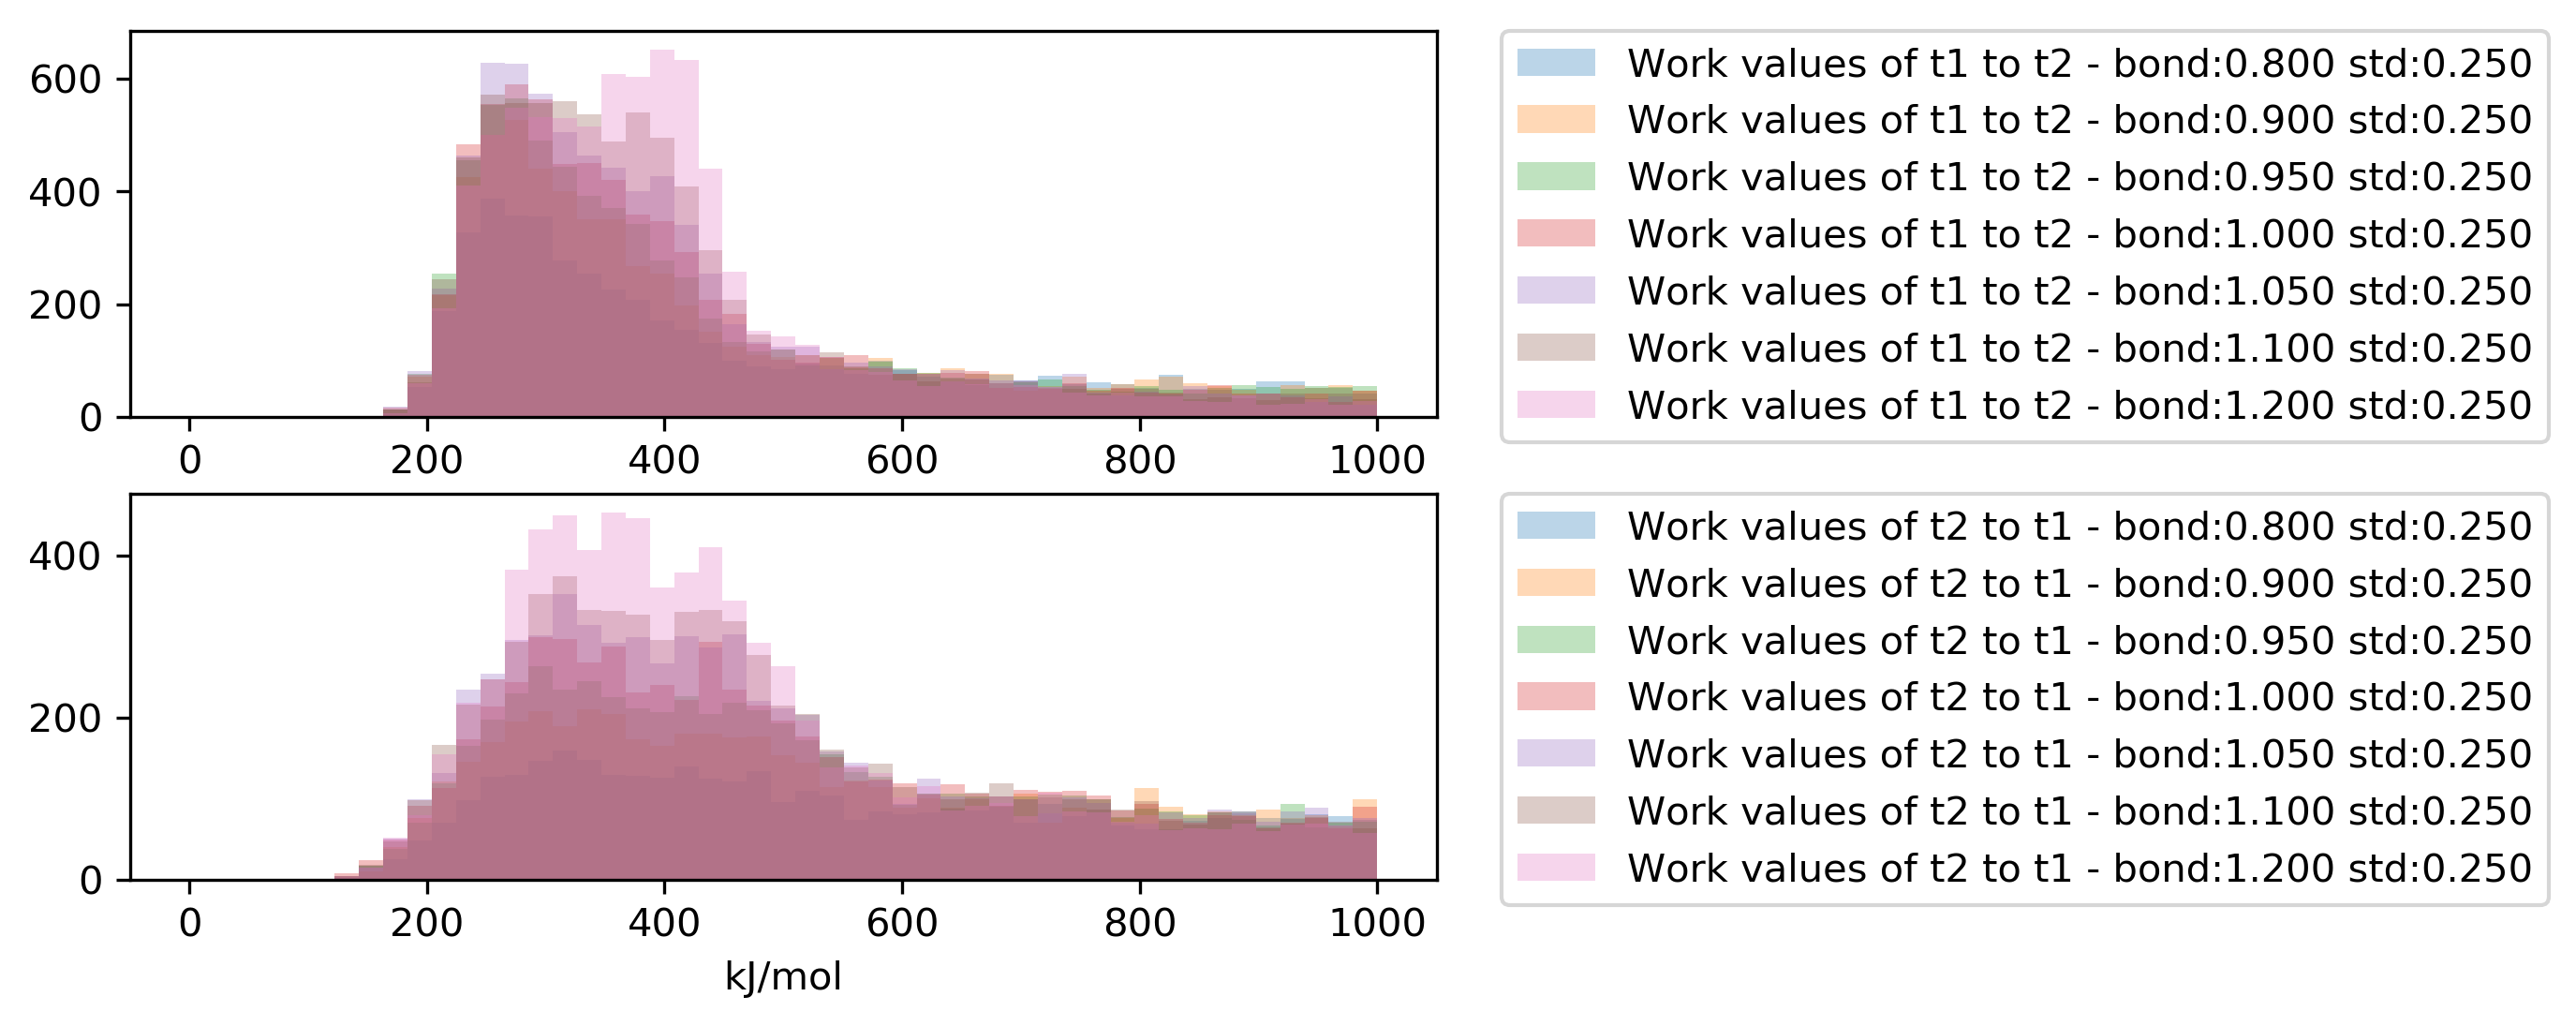 600
400
200
0
0 200 400 600 800 1000
Work values of t1 to t2 - bond:0.800 std:0.250
Work values of t1 to t2 - bond:0.900 std:0.250
Work values of t1 to t2 - bond:0.950 std:0.250
Work values of t1 to t2 - bond:1.000 std:0.250
Work values of t1 to t2 - bond:1.050 std:0.250
Work values of t1 to t2 - bond:1.100 std:0.250
Work values of t1 to t2 - bond:1.200 std:0.250
400
200
0
0 200 400 600 800 1000
kJ/mol
Work values of t2 to t1 - bond:0.800 std:0.250
Work values of t2 to t1 - bond:0.900 std:0.250
Work values of t2 to t1 - bond:0.950 std:0.250
Work values of t2 to t1 - bond:1.000 std:0.250
Work values of t2 to t1 - bond:1.050 std:0.250
Work values of t2 to t1 - bond:1.100 std:0.250
Work values of t2 to t1 - bond:1.200 std:0.250